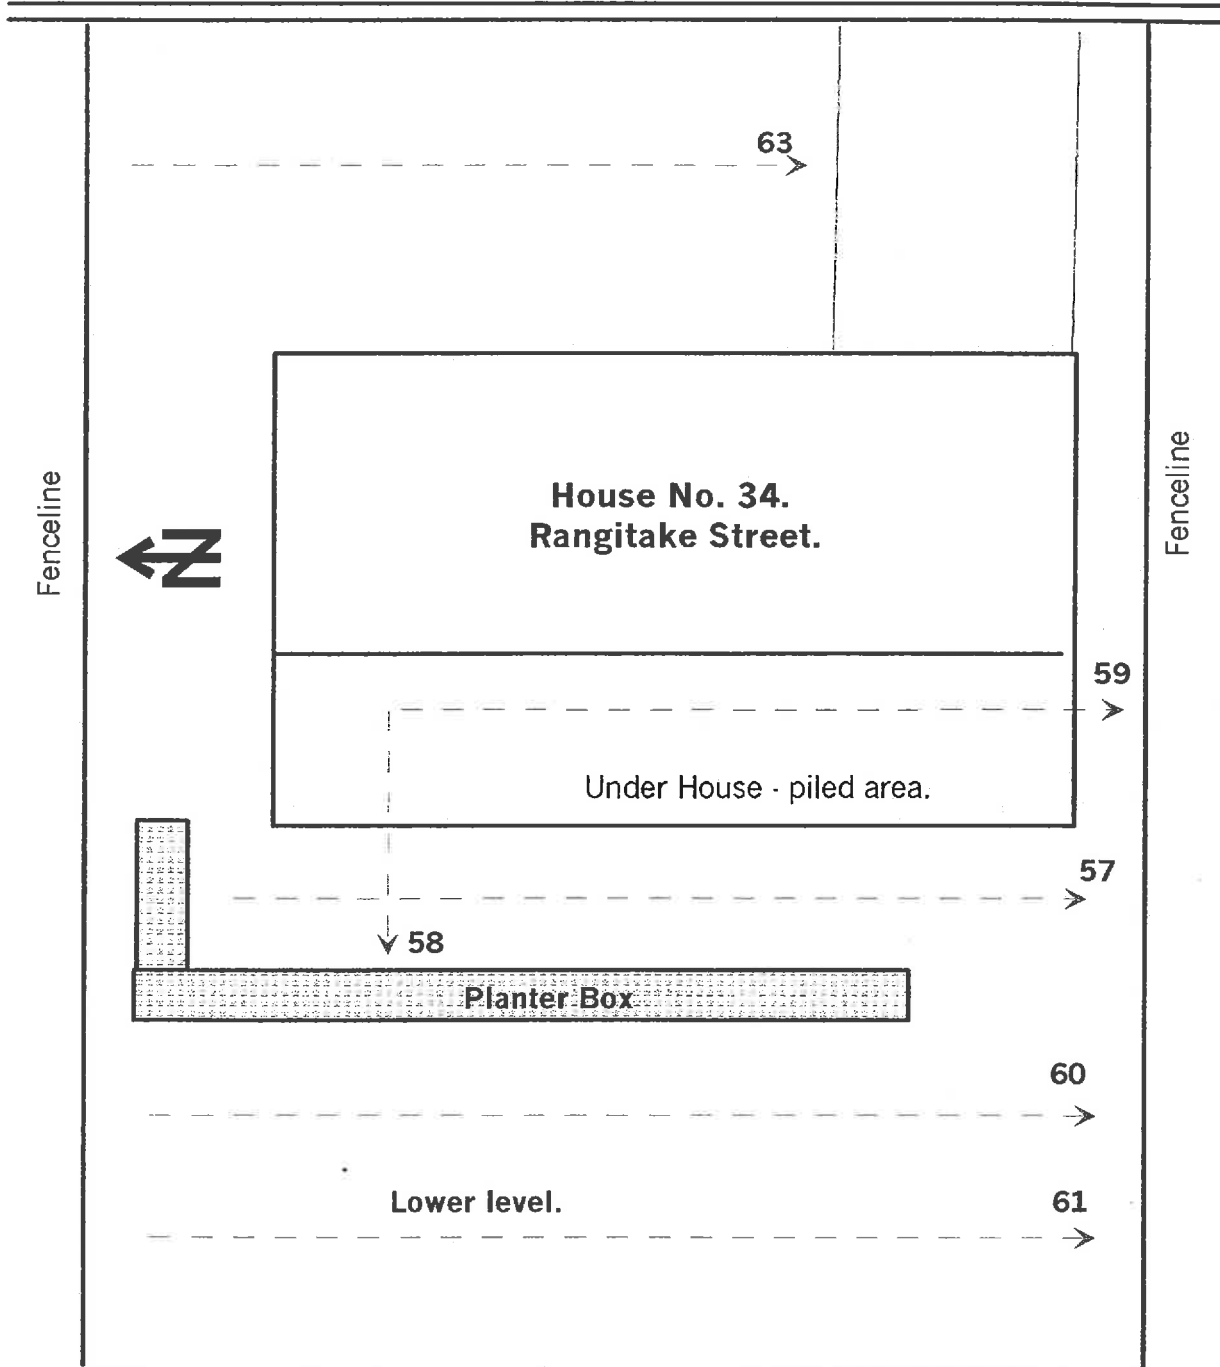 63
House No. 34.
Rangitake Street.
Fenceline
Fenceline
N
59
Under House - piled area.
57
58
Planter Box
60
Lower level.
61